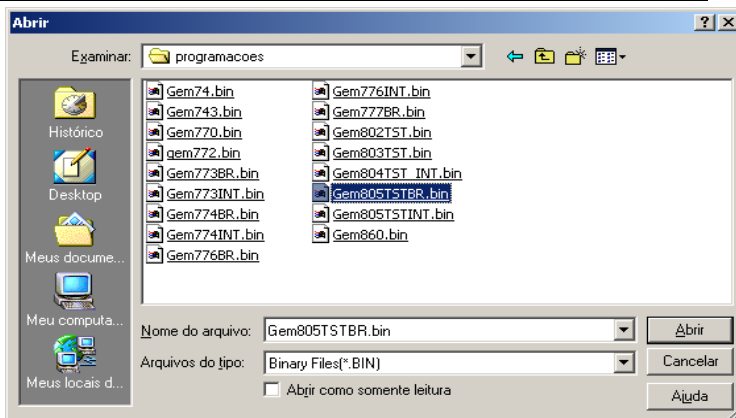 Abrir
Examinar:
programacoes
Histórico
Desktop
Meus docume...
Meu computa...
Meus locais d...
Gem74.bin
Gem743.bin
Gem770.bin
gem772.bin
Gem773BR.bin
Gem773INT.bin
Gem774BR.bin
Gem774INT.bin
Gem776BR.bin
Gem776INT.bin
Gem777BR.bin
Gem802TST.bin
Gem803TST.bin
Gem804TST_INT.bin
Gem805TSTBR.bin
Gem805TSTINT.bin
Gem860.bin
Nome do arquivo: Gem805TSTBR.bin Abrir
Arquivos do tipo: Binary Files(*.BIN) Cancelar
Abrir como somente leitura
Ajuda